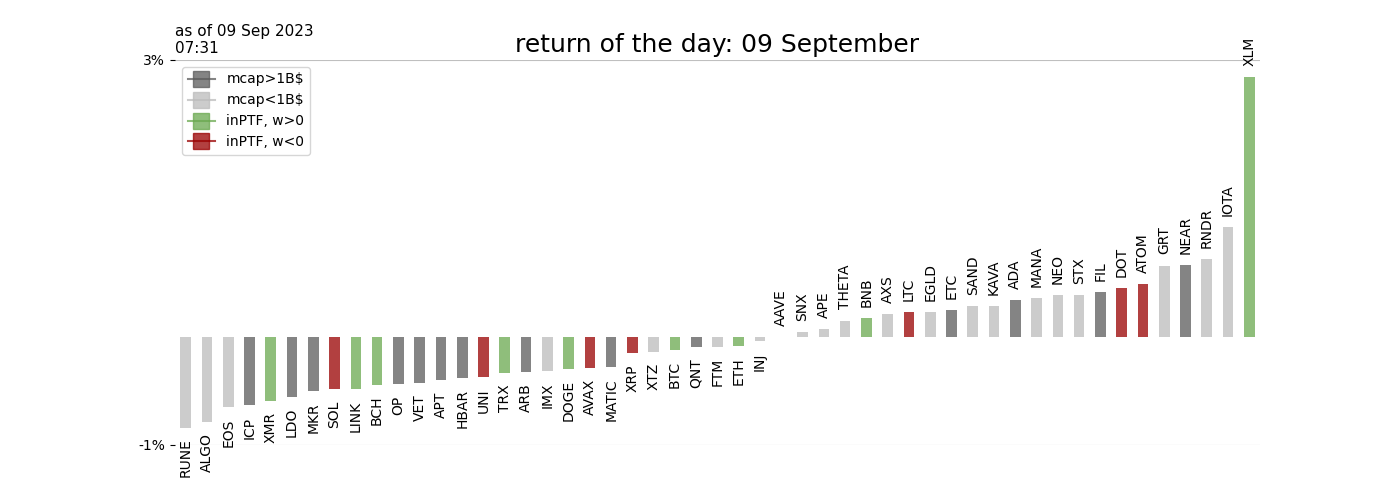 as of 09 Sep 2023
07:31
return of the day: 09 September
3%
-1%
mcap>1B$
mcap<1B$
inPTF, w>0
inPTF, w<0
RUNE
ALGO
EOS
ICP
XMR
LDO
MKR
SOL
LINK
BCH
OP
VET
APT
HBAR
UNI
TRX
ARB
IMX
DOGE
AVAX
MATIC
XRP
XTZ
BTC
QNT
FTM
ETH
INJ
AAVE
SNX
APE
THETA
BNB
AXS
LTC
EGLD
ETC
SAND
KAVA
ADA
MANA
NEO
STX
FIL
DOT
ATOM
GRT
NEAR
RNDR
IOTA
XLM